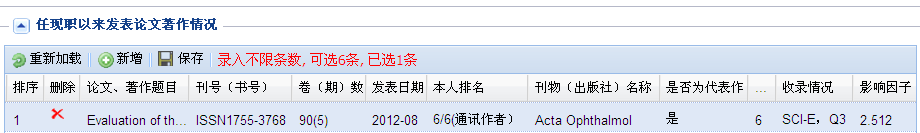 任现职以来发表论文著作情况
重新加载 新增 保存 录入不限条数,可选6条,已选1条
排序 删除 论文、著作题目 刊号（书号） 卷（期）数 发表日期 本人排名 刊物（出版社）名称 是否为代表作 ... 收录情况 影响因子
1 Evaluation of th... ISSN1755-3768 90(5) 2012-08 6/6(通讯作者） Acta Ophthalmol 是 6 SCI-E，Q3 2.512